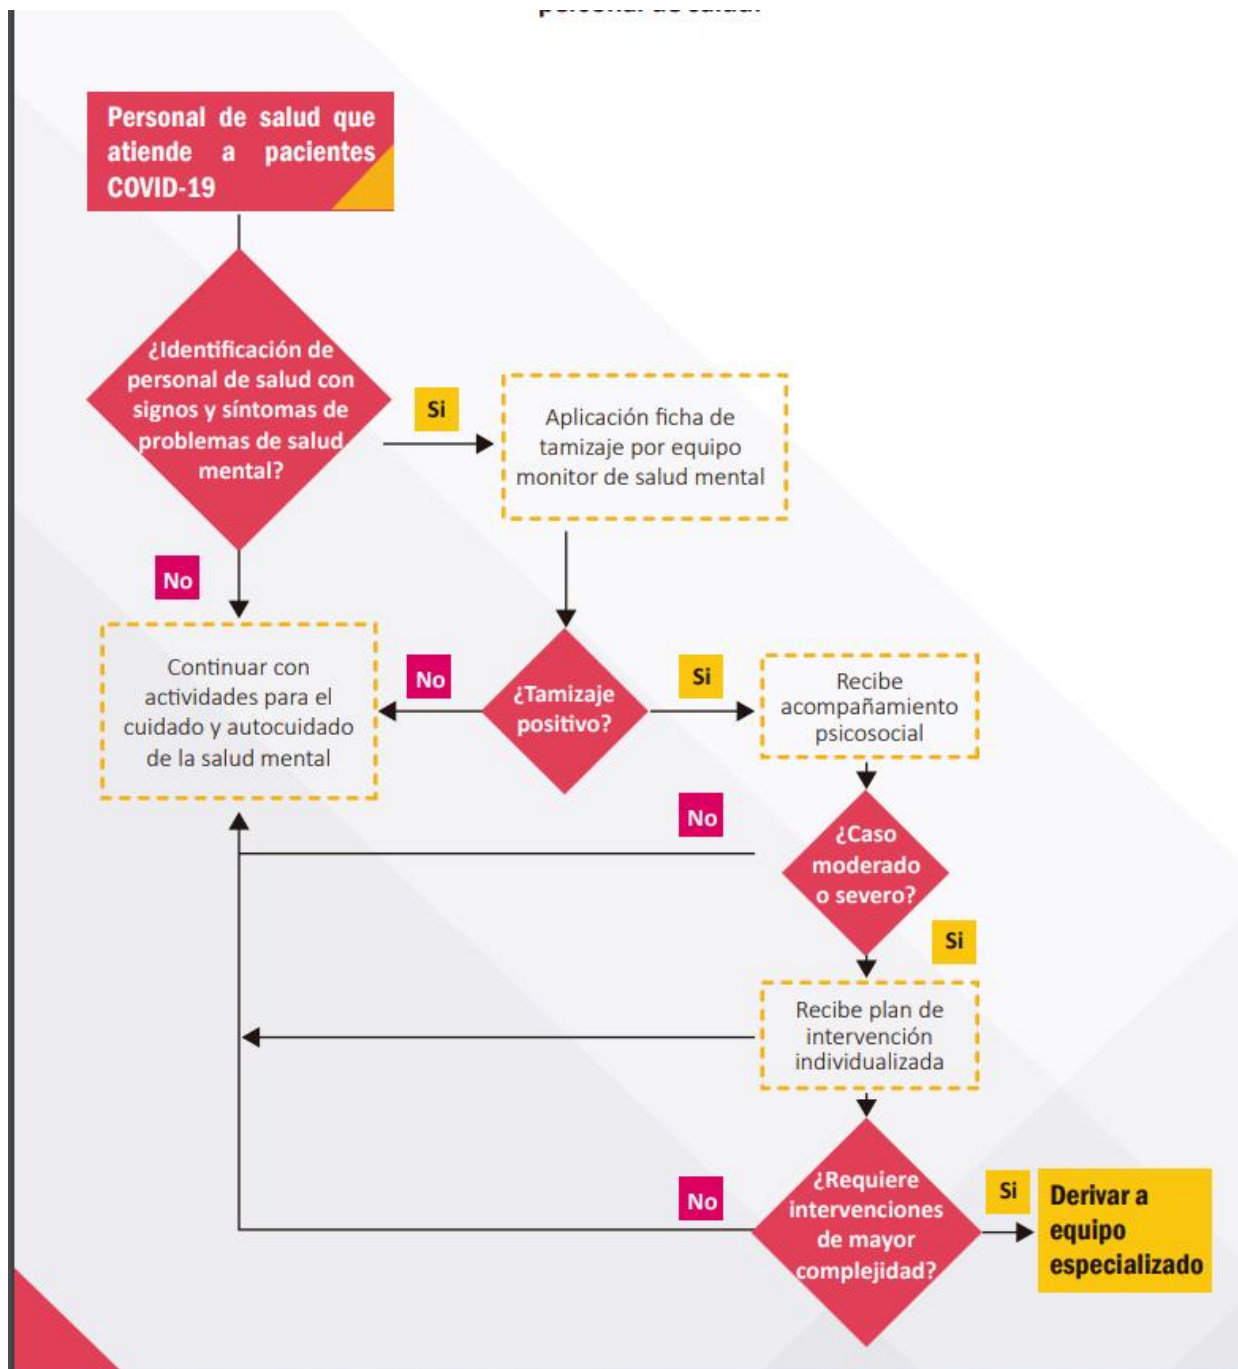 Personal de salud que
atiende a pacientes
COVID-19
¿Identificación de
personal de salud con
signos y síntomas de
problemas de salud
mental?
Si
Aplicación ficha de
tamizaje por equipo
monitor de salud mental
No
Continuar con
actividades para el
cuidado y autocuidado
de la salud mental
No
¿Tamizaje
positivo?
Si
Recibe
acompañamiento
psicosocial
No
¿Caso
moderado
o severo?
Si
Recibe plan de
intervención
individualizada
No
¿Requiere
intervenciones
de mayor
complejidad?
Si
Derivar a
equipo
especializado